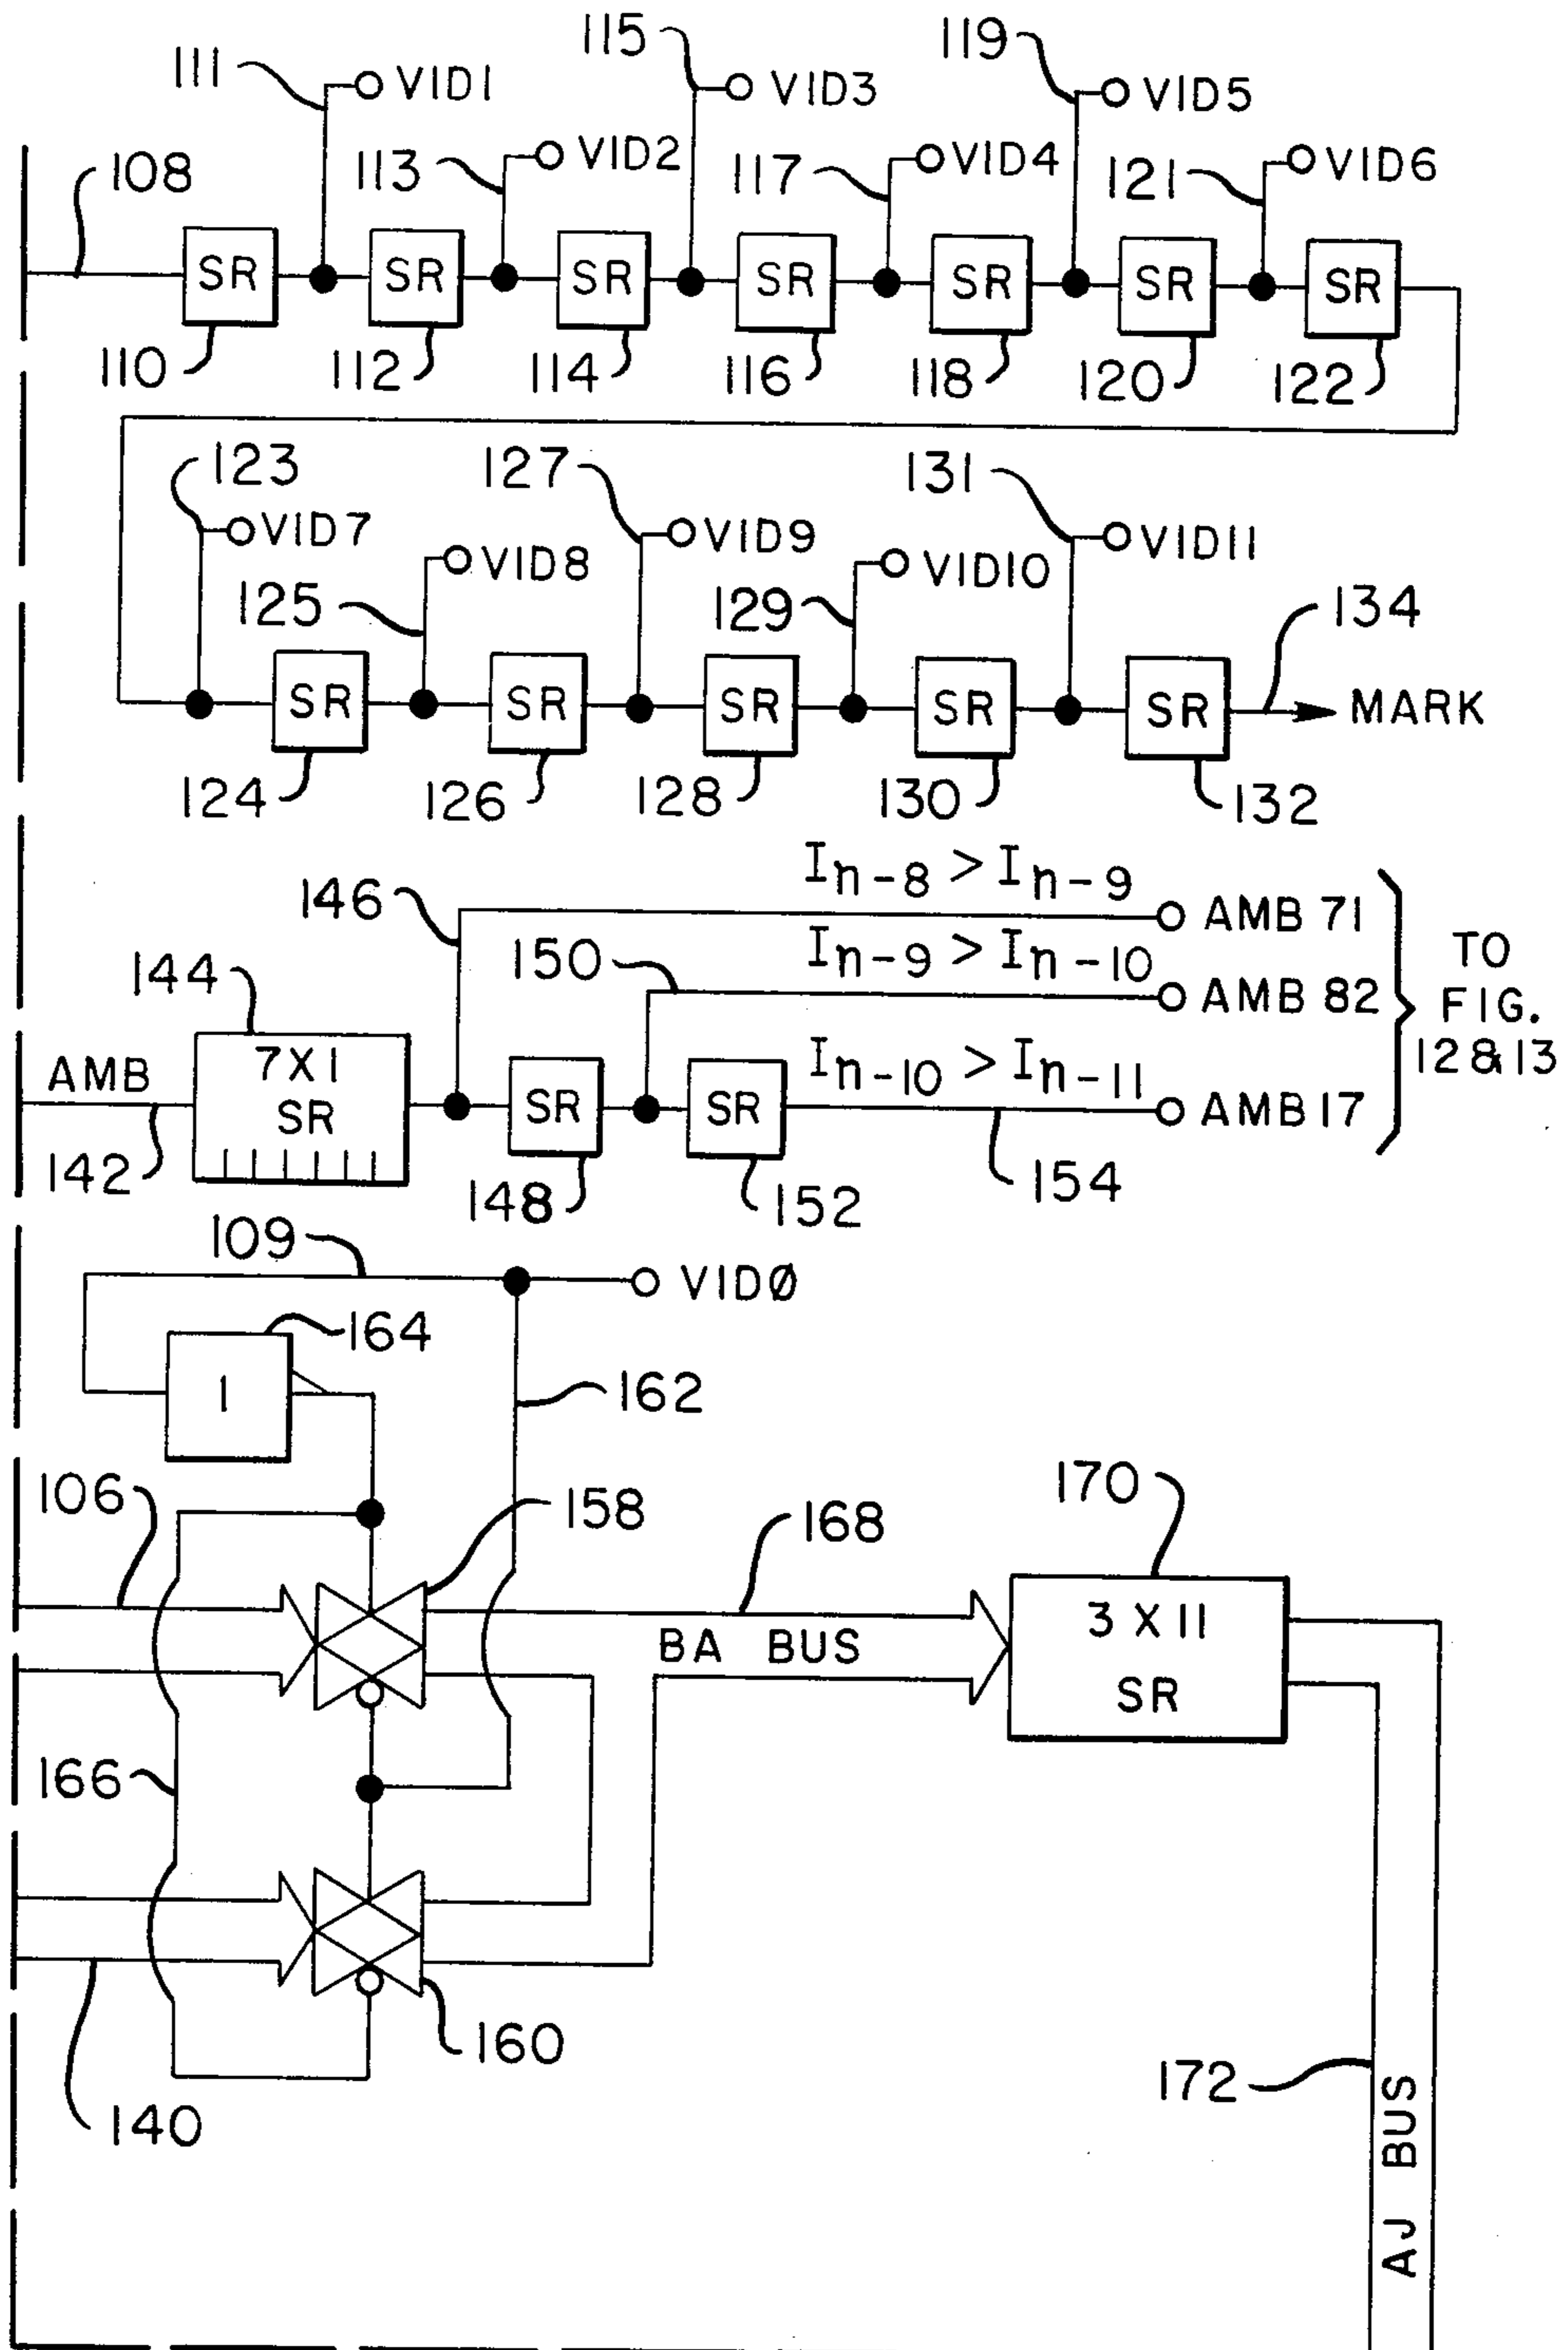 115 119
111 VID1 VID3 VID5
108 113 VID2 117 VID4 121 VID6
SR SR SR SR SR SR SR
110 112 114 116 118 120 122
123 127 131
VID7 VID8 VID9 VID10 VID11
125 129 134
SR SR SR SR SR MARK
124 126 128 130 132
146 In-8 > In-9 AMB 71
144 150 In-9 > In-10 AMB 82
TO
FIG.
12&13
AMB 7X1
SR SR SR In-10 > In-11 AMB 17
142 148 152 154
109 VIDØ
164
1 162
106 158 168 170
BA BUS 3 X 11
SR
166
160
140
172 AJ BUS